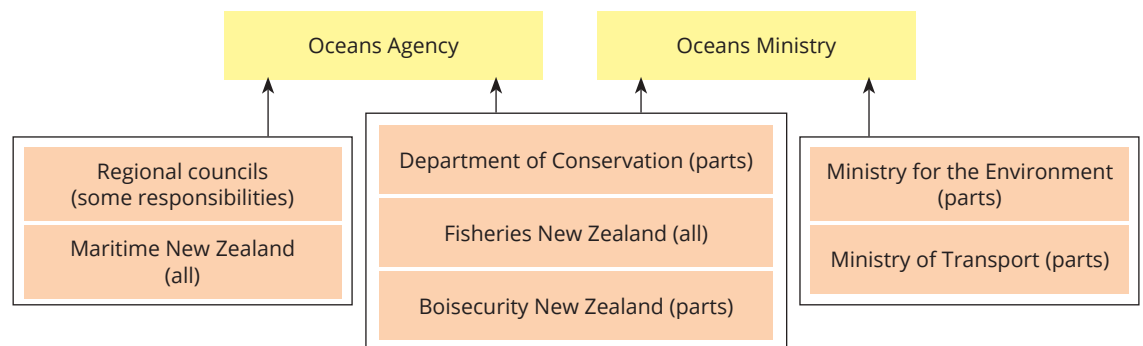 Oceans Agency
Oceans Ministry
Regional councils
(some responsibilities)
Maritime New Zealand
(all)
Department of Conservation (parts)
Fisheries New Zealand (all)
Boisecurity New Zealand (parts)
Ministry for the Environment
(parts)
Ministry of Transport (parts)